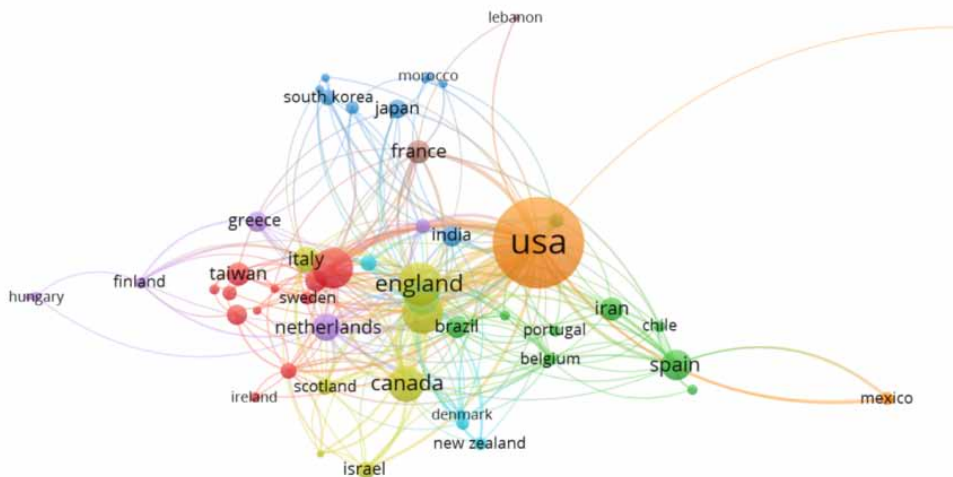 lebanon
morocco
south korea
japan
france
greece
india
usa
italy
taiwan
finland
england
hungary
sweden
netherlands
brazil
iran
portugal
chile
belgium
spain
scotland
canada
ireland
mexico
denmark
new zealand
israel